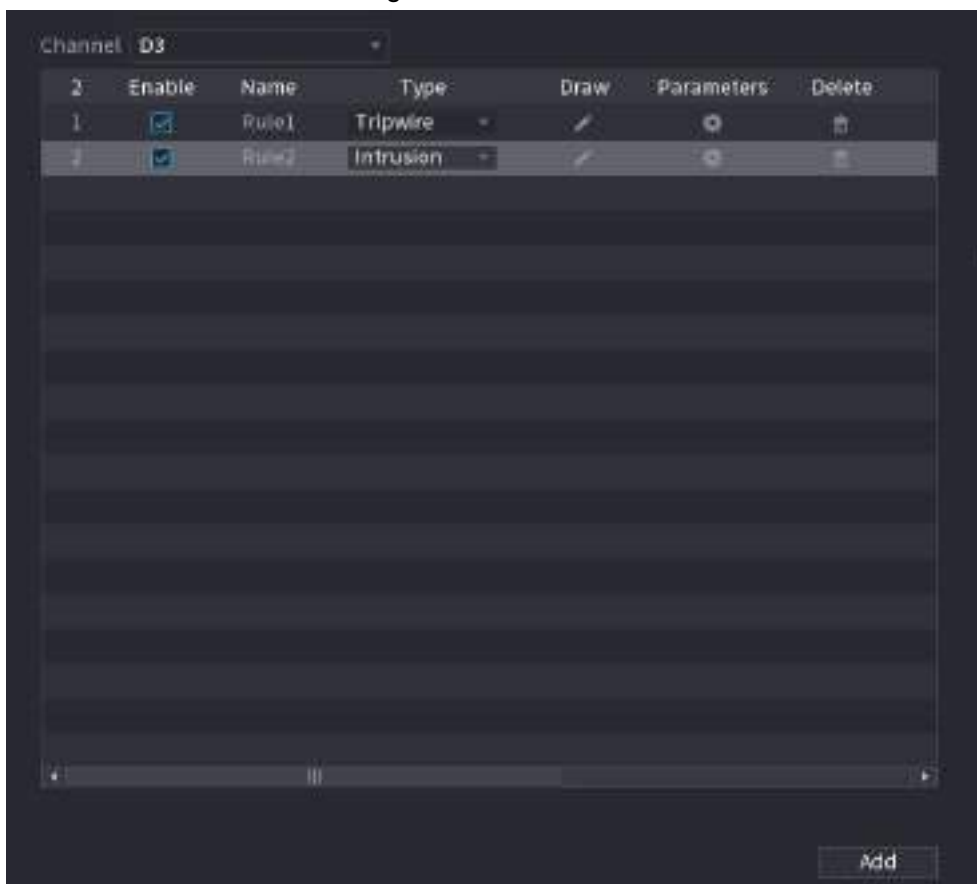 Channel D3
2 Enable Name Type Draw Parameters Delete
1 Rule1 Tripwire
2 Rule2 Intrusion
Add